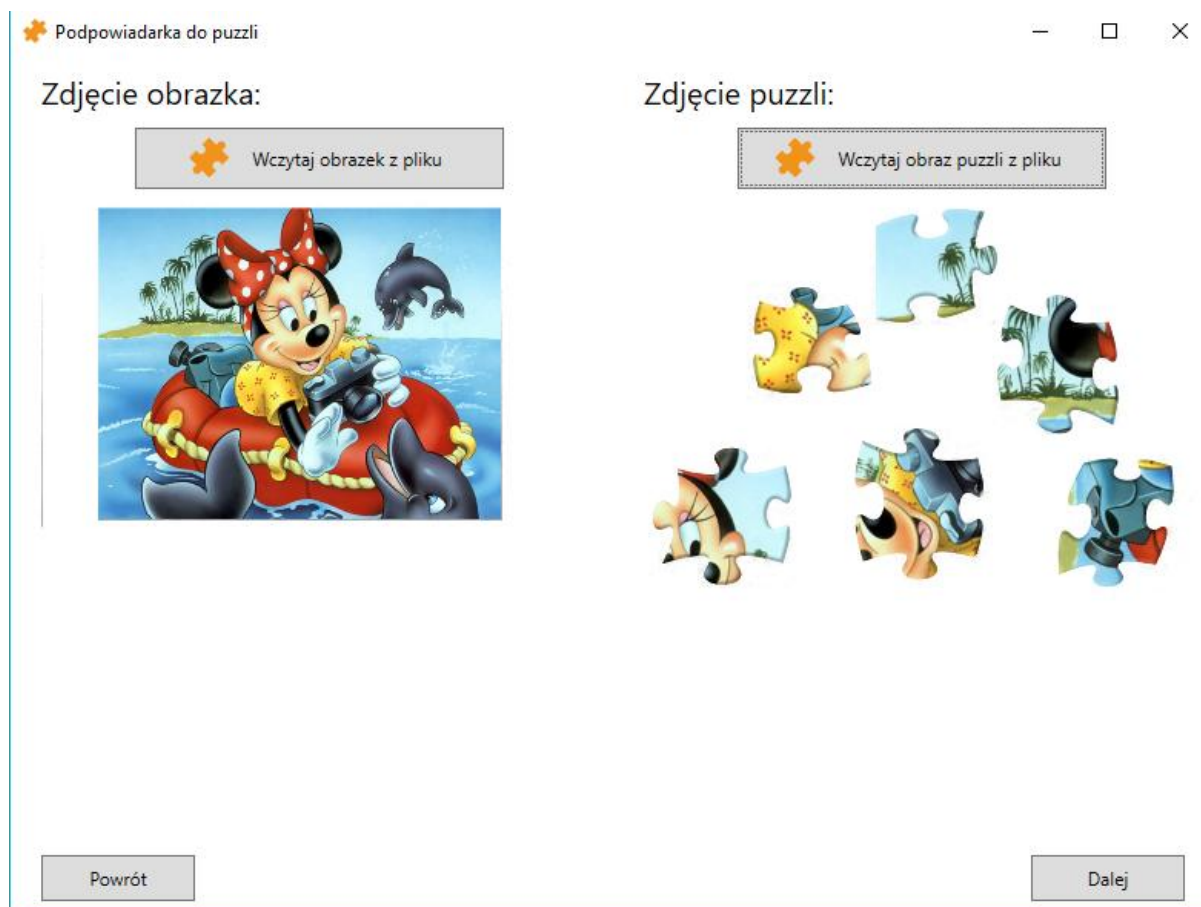 Podpowiadarka do puzzli
Zdjęcie obrazka:
Zdjęcie puzzli:
Wczytaj obrazek z pliku
Wczytaj obraz puzzli z pliku
Powrót
Dalej